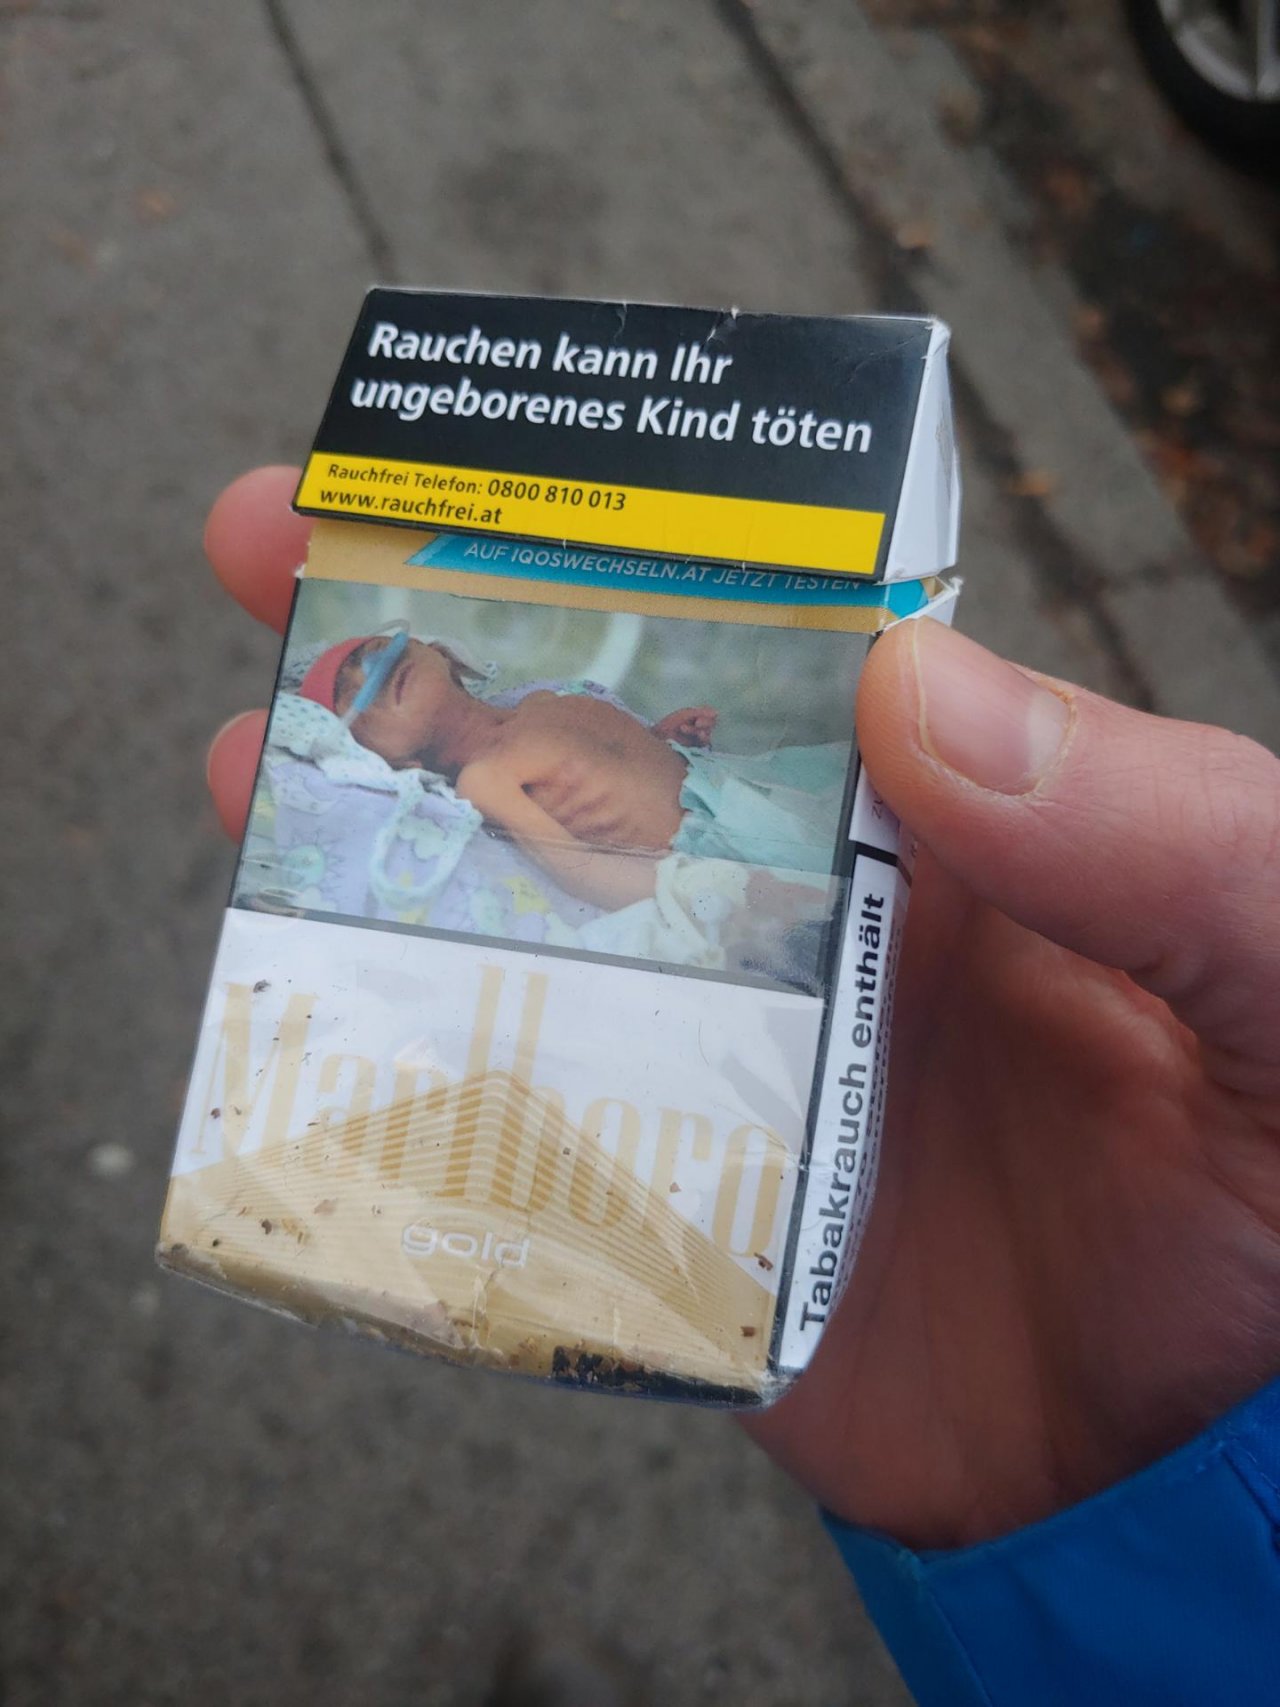 Rauchen kann Ihr
ungeborenes Kind töten
Rauchfrei Telefon: 0800 810 013
www.rauchfrei.at
AUF IQOSWECHSELN.AT JETZT TESTEN
Marlboro
gold
Tabakrauch enthält